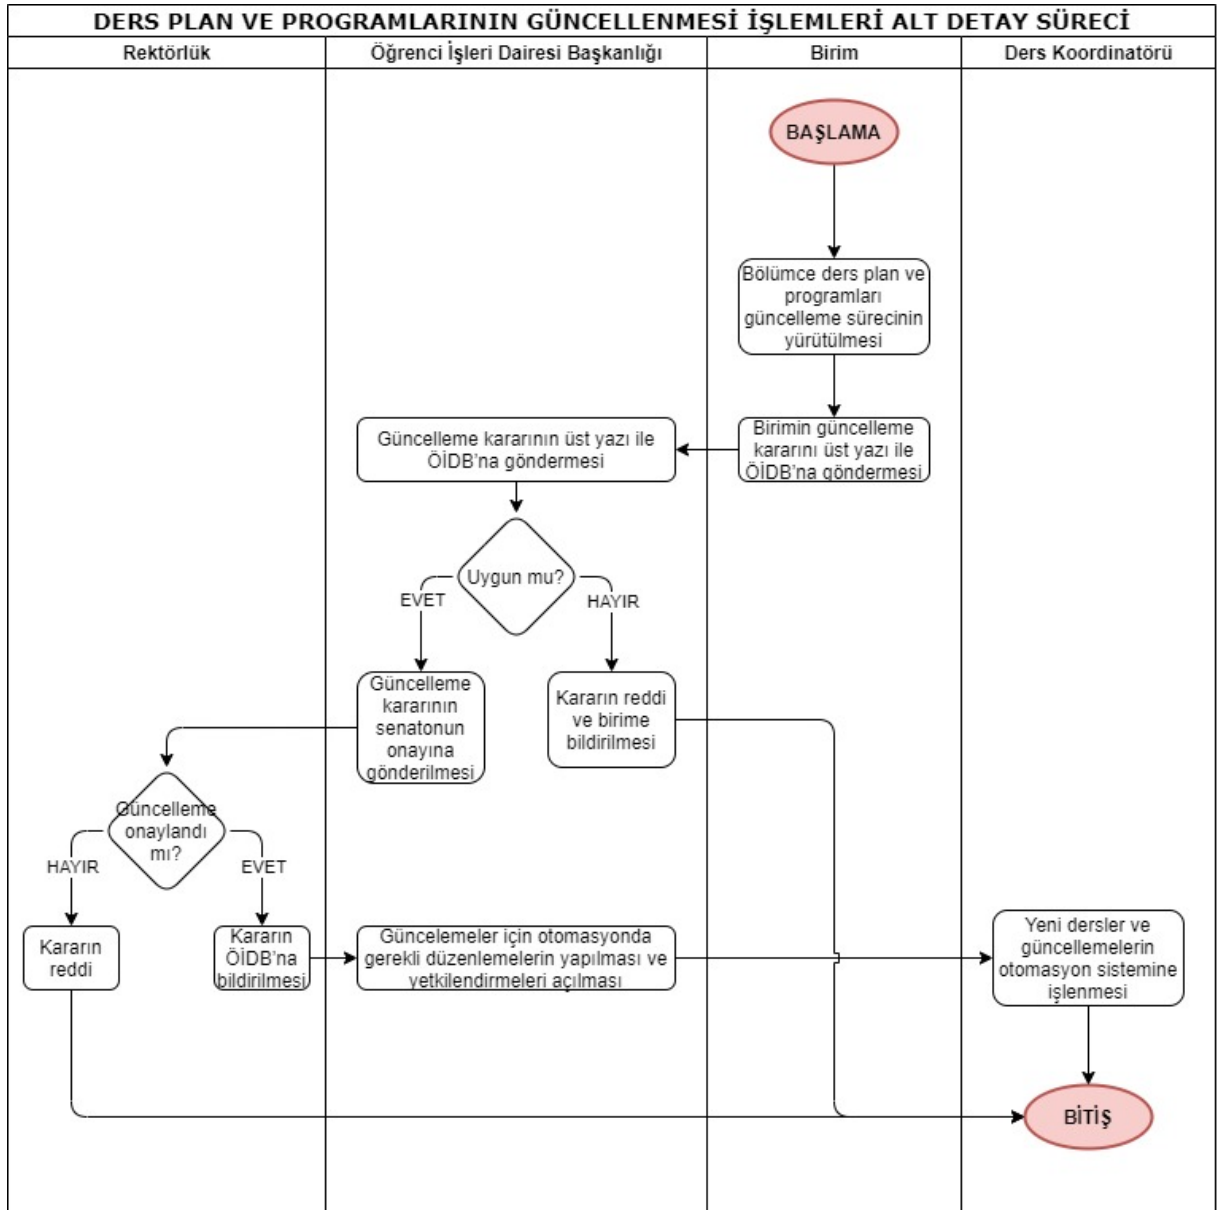 DERS PLAN VE PROGRAMLARININ GÜNCELLENMESİ İŞLEMLERİ ALT DETAY SÜRECİ
Rektörlük
Öğrenci İşleri Dairesi Başkanlığı
Birim
Ders Koordinatörü
BAŞLAMA
Bölümce ders plan ve
programları
güncelleme sürecinin
yürütülmesi
Birimin güncelleme
kararını üst yazı ile
ÖİDB'na göndermesi
Güncelleme kararının üst yazı ile
ÖİDB'na göndermesi
Uygun mu?
EVET
HAYIR
Güncelleme
kararının
senatonun
onayına
gönderilmesi
Kararın reddi
ve birime
bildirilmesi
Güncelleme
onaylandı
mı?
HAYIR
EVET
Kararın
reddi
Kararın
ÖİDB'na
bildirilmesi
Güncelemeler için otomasyonda
gerekli düzenlemelerin yapılması ve
yetkilendirmeleri açılması
Yeni dersler ve
güncellemelerin
otomasyon sistemine
işlenmesi
BİTİŞ